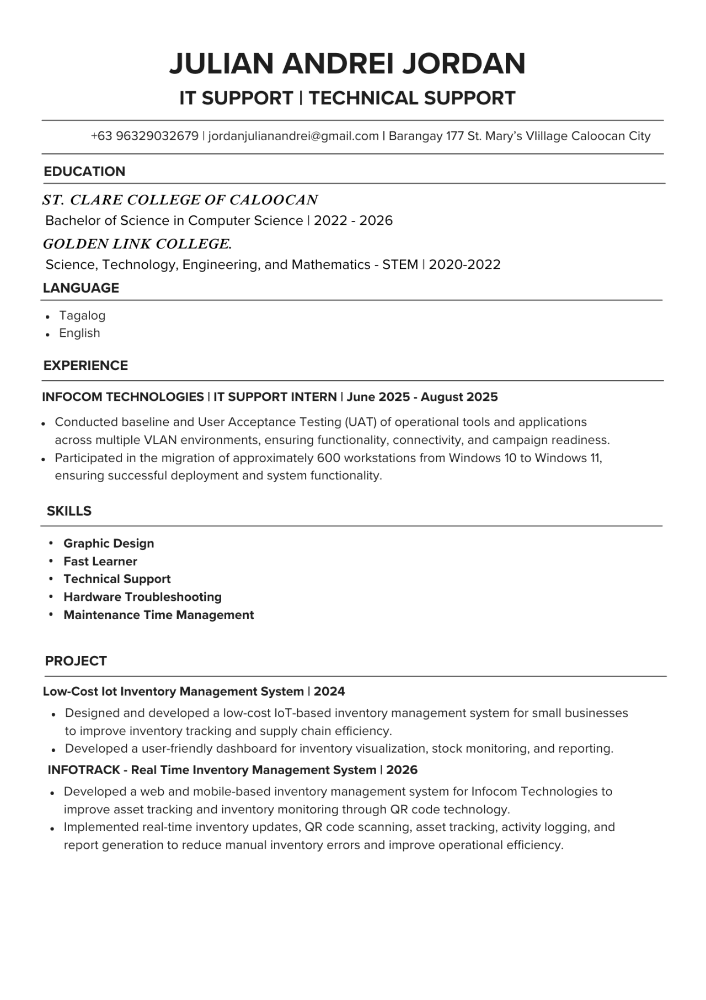 JULIAN ANDREI JORDAN
IT SUPPORT | TECHNICAL SUPPORT
+63 96329032679 | jordanjulianandrei@gmail.com | Barangay 177 St. Mary’s Vlillage Caloocan City
EDUCATION
ST. CLARE COLLEGE OF CALOOCAN
Bachelor of Science in Computer Science | 2022 - 2026
GOLDEN LINK COLLEGE.
Science, Technology, Engineering, and Mathematics - STEM | 2020-2022
LANGUAGE
• Tagalog
• English
EXPERIENCE
INFOCOM TECHNOLOGIES | IT SUPPORT INTERN | June 2025 - August 2025
• Conducted baseline and User Acceptance Testing (UAT) of operational tools and applications
across multiple VLAN environments, ensuring functionality, connectivity, and campaign readiness.
• Participated in the migration of approximately 600 workstations from Windows 10 to Windows 11,
ensuring successful deployment and system functionality.
SKILLS
• Graphic Design
• Fast Learner
• Technical Support
• Hardware Troubleshooting
• Maintenance Time Management
PROJECT
Low-Cost Iot Inventory Management System | 2024
• Designed and developed a low-cost IoT-based inventory management system for small businesses
to improve inventory tracking and supply chain efficiency.
• Developed a user-friendly dashboard for inventory visualization, stock monitoring, and reporting.
INFOTRACK - Real Time Inventory Management System | 2026
• Developed a web and mobile-based inventory management system for Infocom Technologies to
improve asset tracking and inventory monitoring through QR code technology.
• Implemented real-time inventory updates, QR code scanning, asset tracking, activity logging, and
report generation to reduce manual inventory errors and improve operational efficiency.